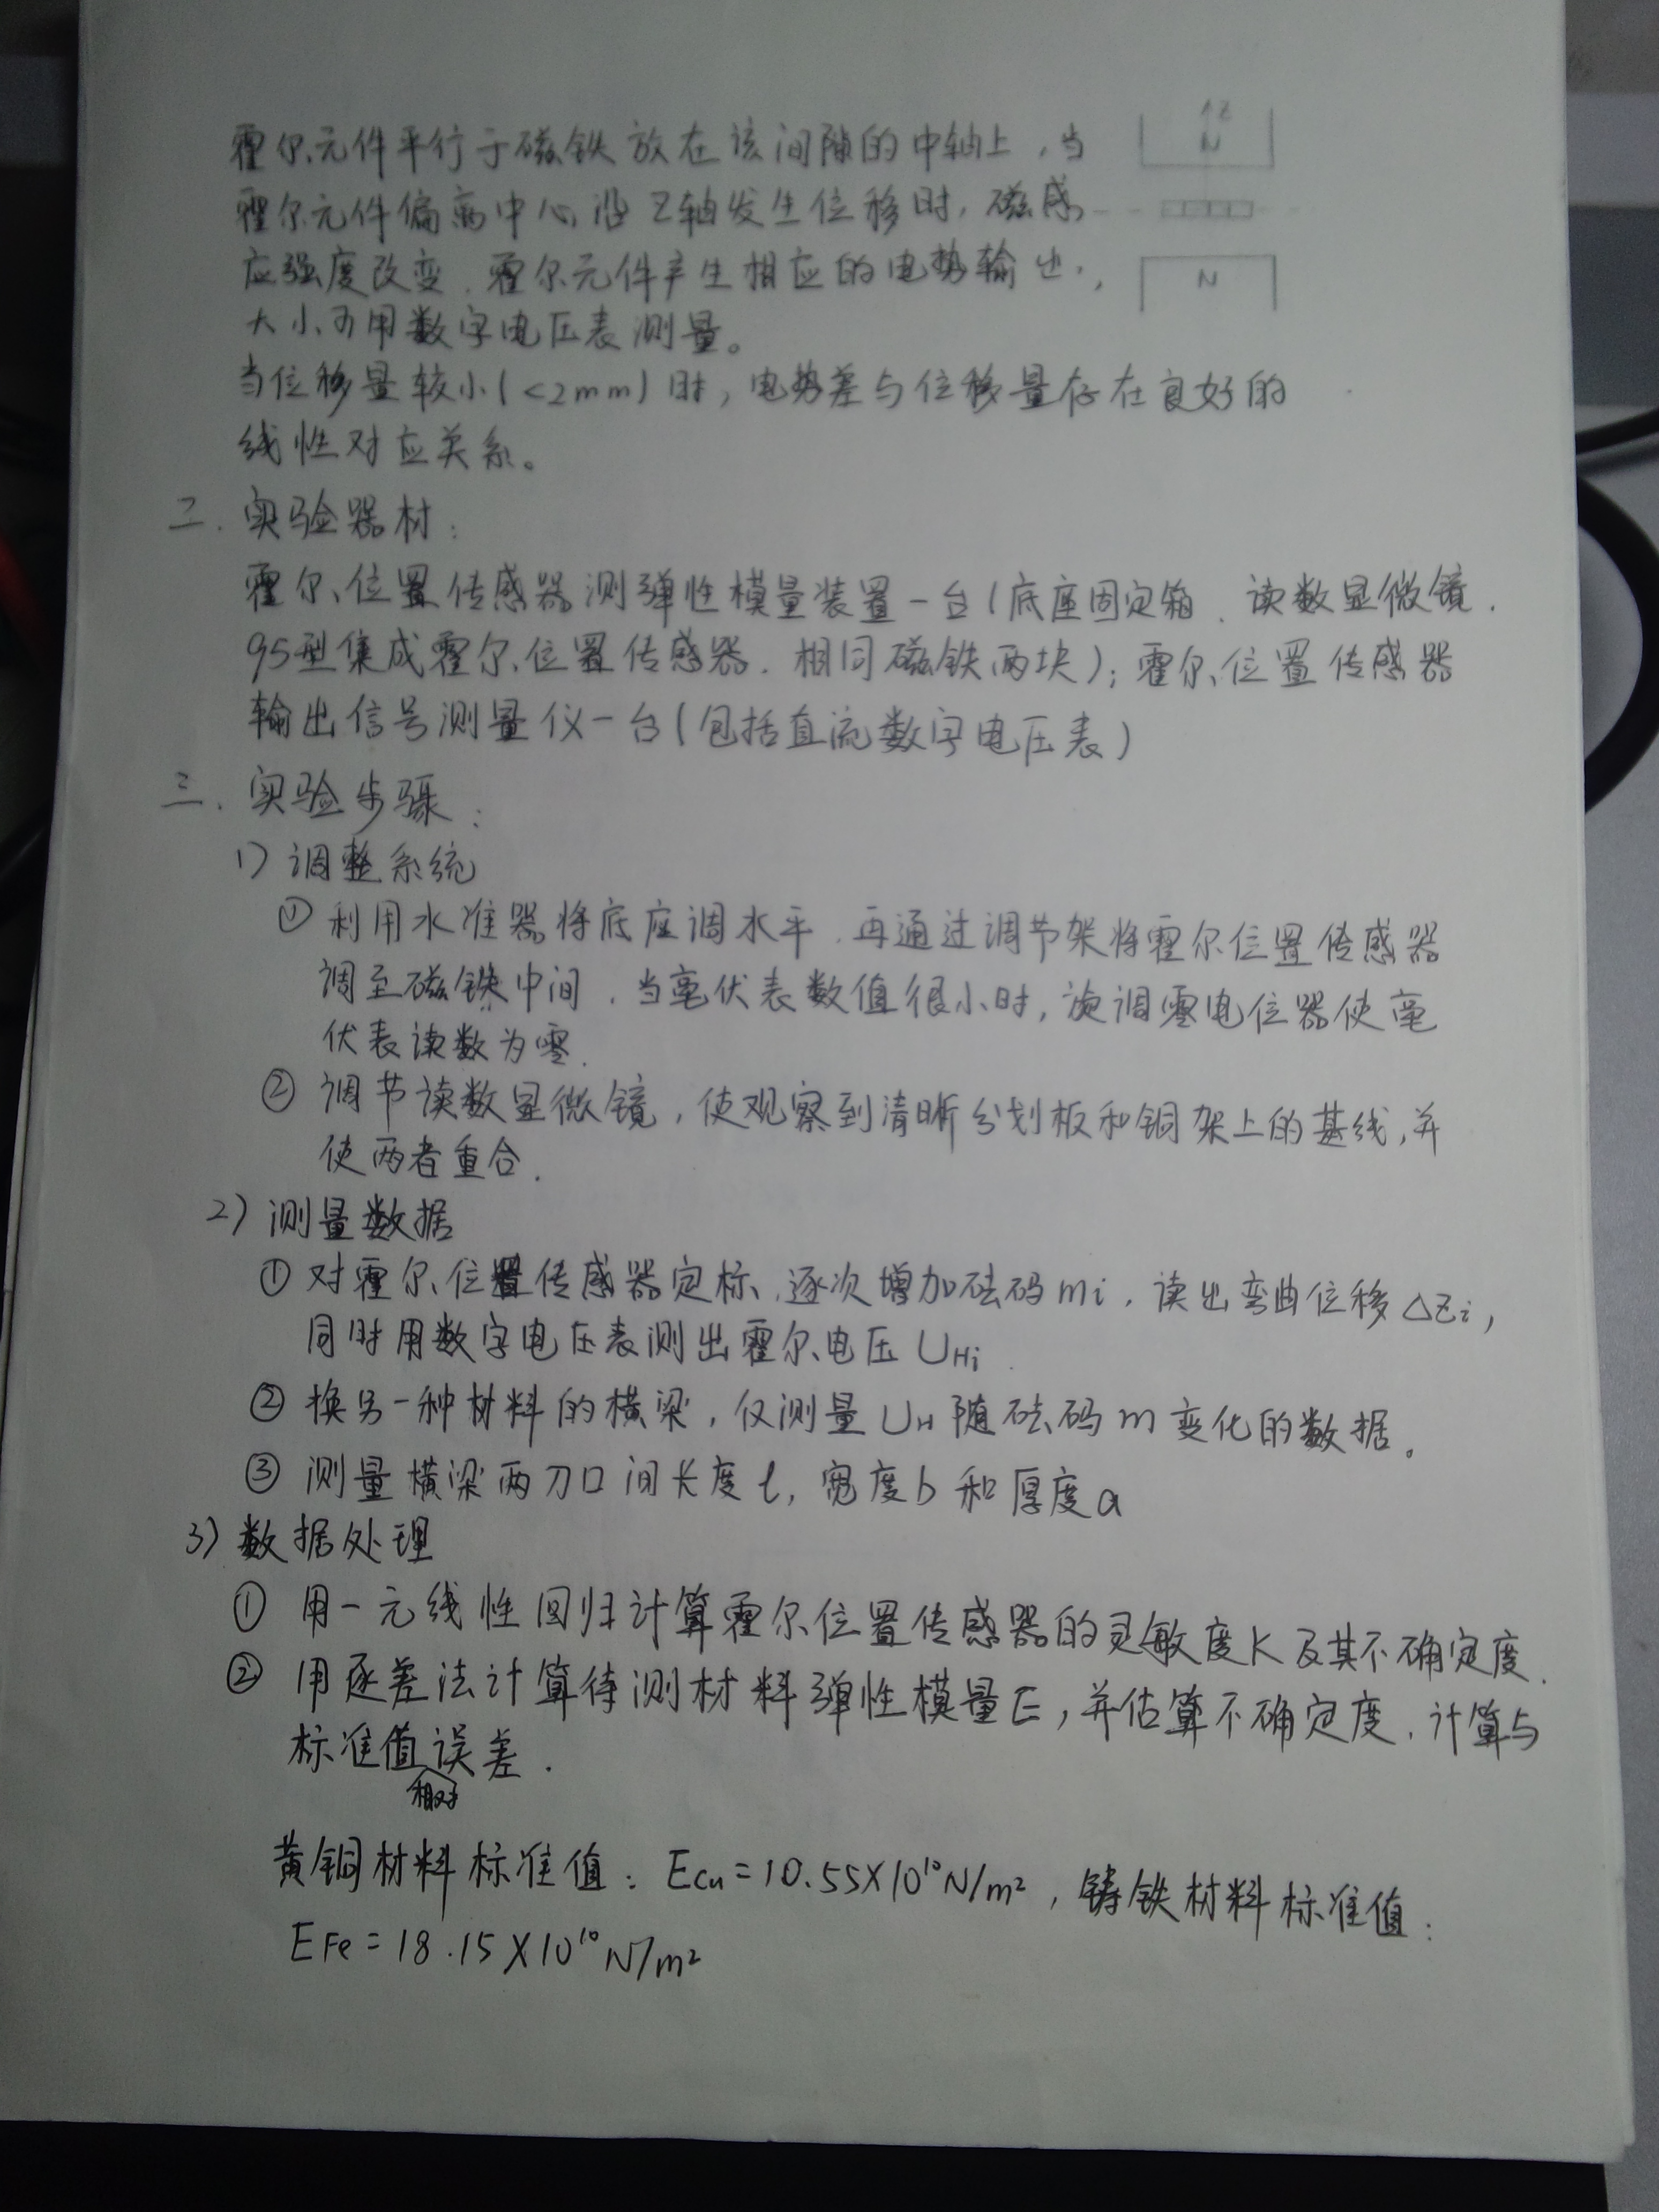 霍尔元件平行于磁铁放在该间隙的中轴上，当
霍尔元件偏离中心沿Z轴发生位移时，磁感
应强度改变．霍尔元件产生相应的电势输出，
大小可用数字电压表测量。
Z
N
N
当位移量较小(<2mm)时，电势差与位移量存在良好的
线性对应关系。
二．实验器材：
霍尔位置传感器测弹性模量装置一台(底座固定箱．读数显微镜．
95型集成霍尔位置传感器．相同磁铁两块)；霍尔位置传感器
输出信号测量仪一台(包括直流数字电压表)
三．实验步骤：
1) 调整系统
① 利用水准器将底座调水平．再通过调节架将霍尔位置传感器
调至磁铁中间．当毫伏表数值很小时，旋调零电位器使毫
伏表读数为零．
② 调节读数显微镜，使观察到清晰分划板和铜架上的基线，并
使两者重合．
2) 测量数据
① 对霍尔位置传感器定标．逐次增加砝码mi．读出弯曲位移△Zi，
同时用数字电压表测出霍尔电压UHi．
② 换另一种材料的横梁，仅测量UH随砝码m变化的数据。
③ 测量横梁两刀口间长度l，宽度b和厚度a
3) 数据处理
① 用一元线性回归计算霍尔位置传感器的灵敏度K及其不确定度．
② 用逐差法计算待测材料弹性模量E，并估算不确定度．计算与
标准值相对误差．
黄铜材料标准值：Ecu=10.55×10¹⁰N/m²，铸铁材料标准值：
EFe=18.15×10¹⁰N/m²